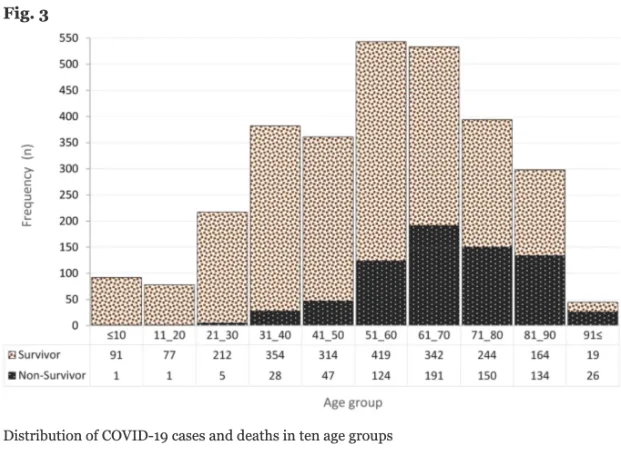 Fig. 3
550
500
450
400
350
300
250
200
150
100
50
0
Frequency (n)
≤10 11_20 21_30 31_40 41_50 51_60 61_70 71_80 81_90 91≤
Survivor 91 77 212 354 314 419 342 244 164 19
Non-Survivor 1 1 5 28 47 124 191 150 134 26
Age group
Distribution of COVID-19 cases and deaths in ten age groups